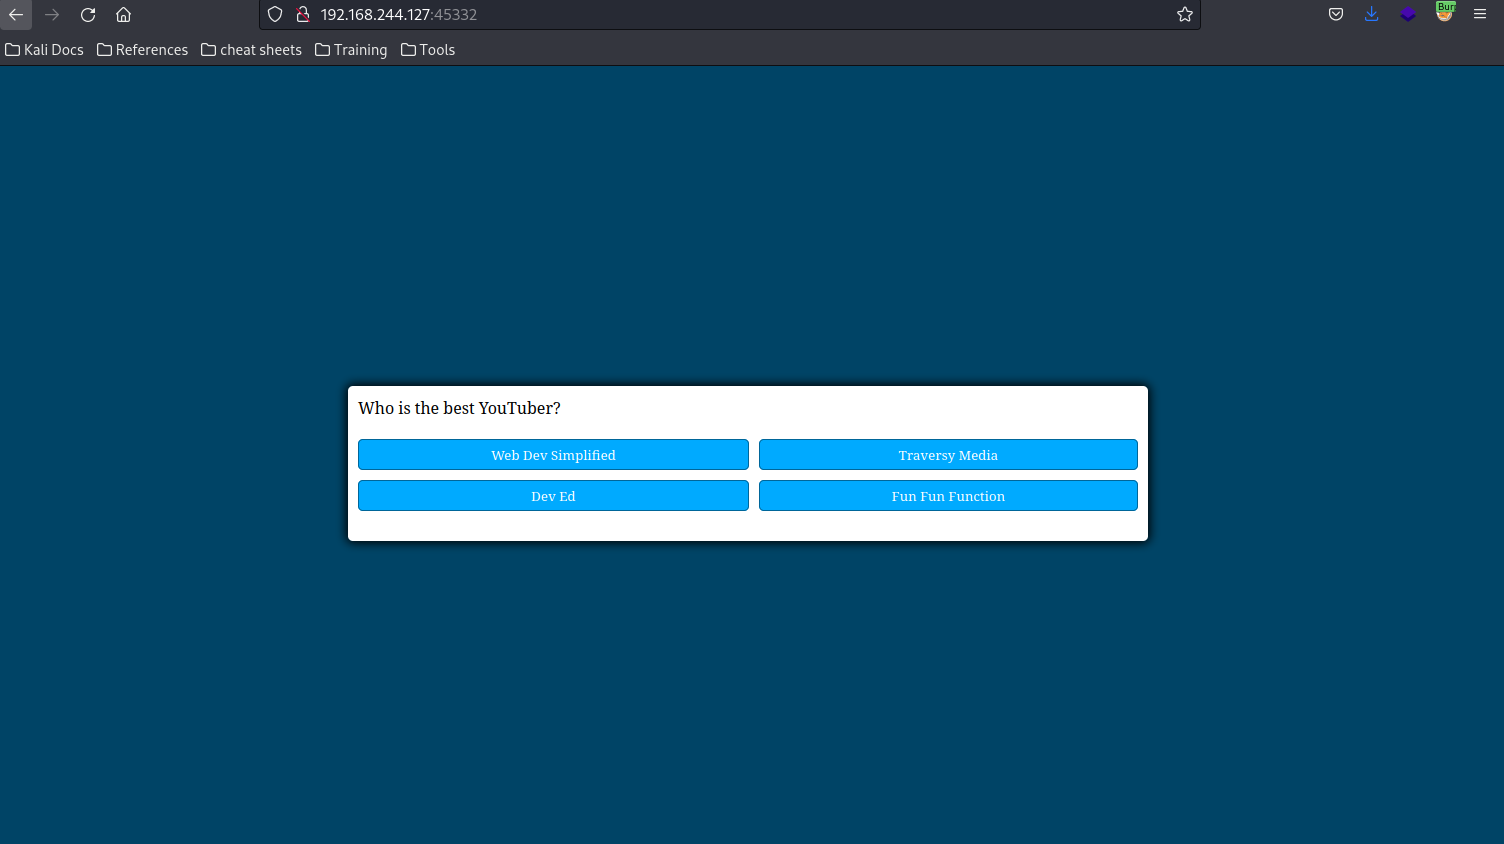 192.168.244.127:45332
Burp
Kali Docs References cheat sheets Training Tools
Who is the best YouTuber?
Web Dev Simplified Traversy Media
Dev Ed Fun Fun Function